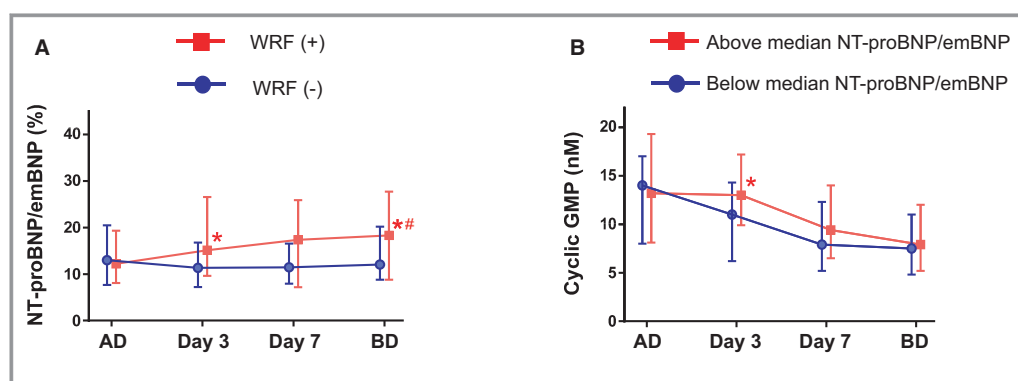 A
WRF (+)
WRF (-)
NT-proBNP/emBNP (%)
40
30
20
10
0
*
*#
AD Day 3 Day 7 BD
B
Above median NT-proBNP/emBNP
Below median NT-proBNP/emBNP
Cyclic GMP (nM)
20
15
10
5
0
*
AD Day 3 Day 7 BD